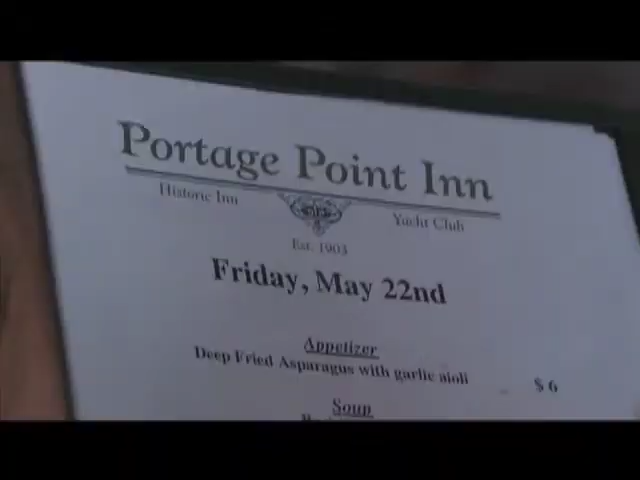 Portage Point Inn
Historic Inn Yacht Club
Est. 1903
Friday, May 22nd
Appetizer
Deep Fried Asparagus with garlic aioli $ 6
Soup